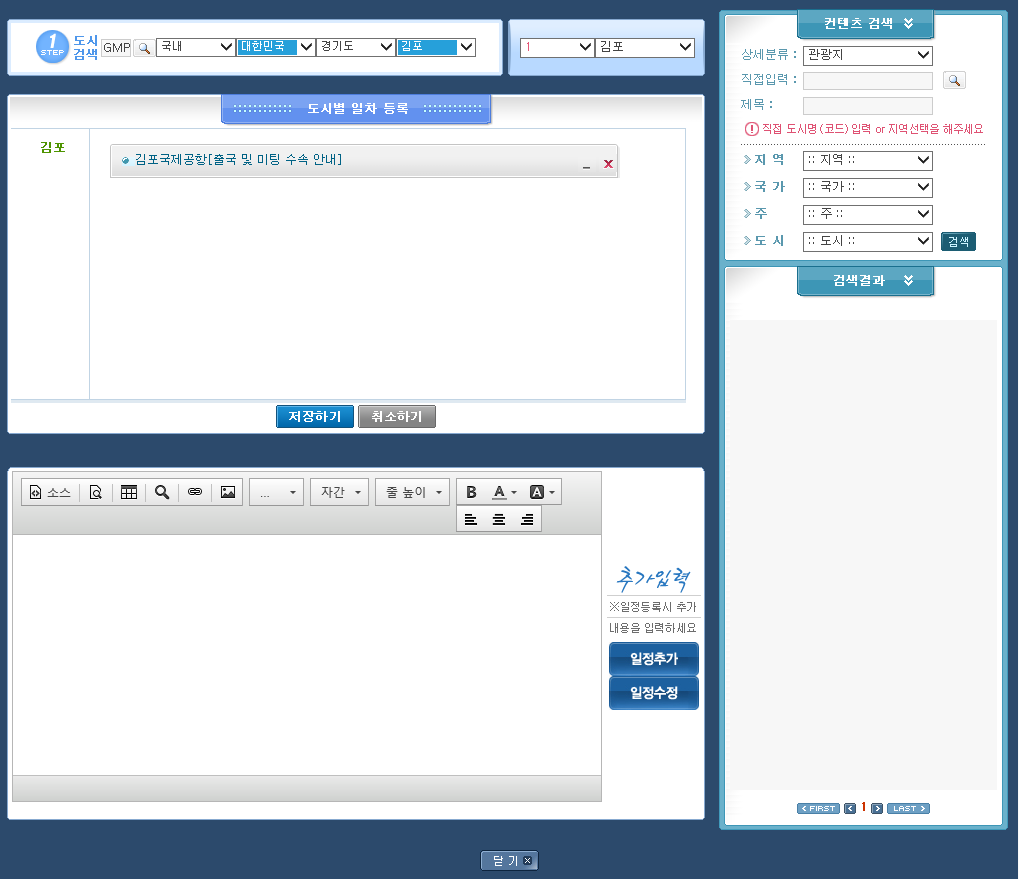 1 STEP 도시 검색 GMP 국내 대한민국 경기도 김포 1 김포
도시별 일차 등록
김포
김포국제공항[출국 및 미팅 수속 안내]
저장하기 취소하기
소스 ... 자간 줄 높이 B A A
추가입력
※일정등록시 추가
내용을 입력하세요
일정추가
일정수정
컨텐츠 검색
상세분류 : 관광지
직접입력 :
제목 :
직접 도시명(코드)입력 or 지역선택을 해주세요
지 역 :: 지역 ::
국 가 :: 국가 ::
주 :: 주 ::
도 시 :: 도시 :: 검색
검색결과
FIRST 1 LAST
닫 기